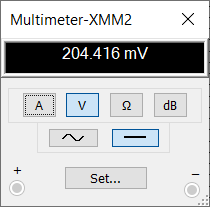 Multimeter-XMM2
204.416 mV
A V Ω dB
Set...
+ −